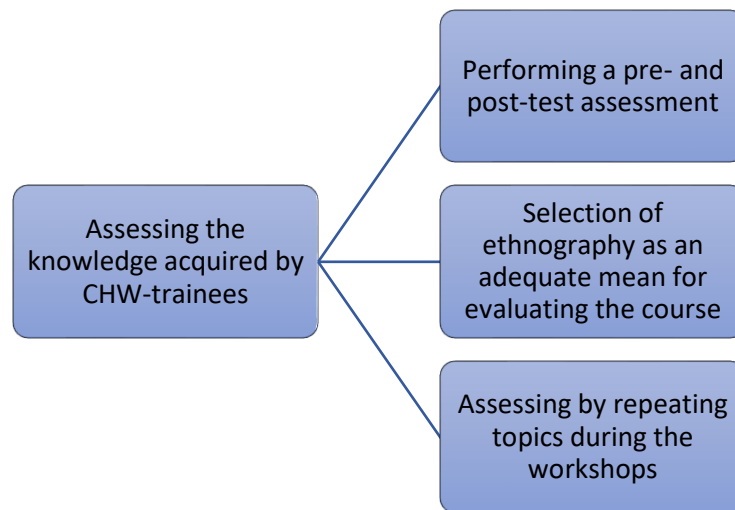 Assessing the
knowledge acquired by
CHW-trainees
Performing a pre- and
post-test assessment
Selection of
ethnography as an
adequate mean for
evaluating the course
Assessing by repeating
topics during the
workshops